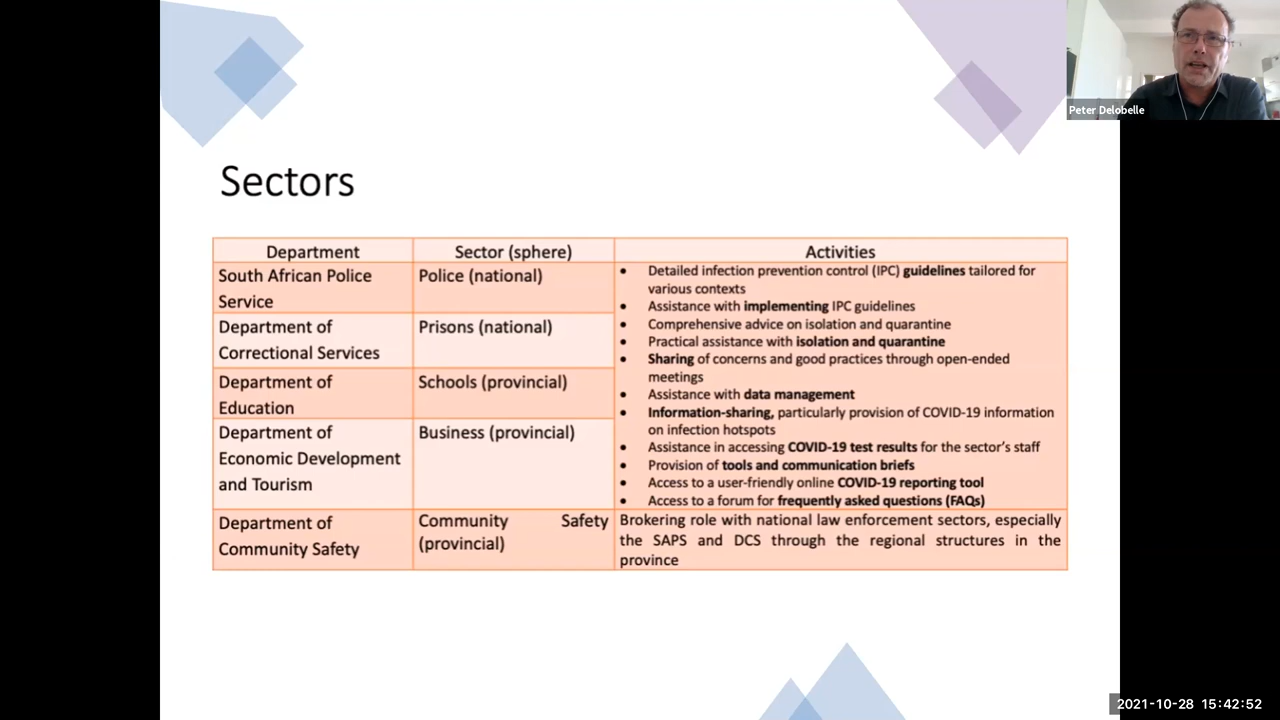 Peter Delobelle
Sectors
Department
Sector (sphere)
Activities
South African Police
Service
Police (national)
Department of
Correctional Services
Prisons (national)
Department of
Education
Schools (provincial)
Department of
Economic Development
and Tourism
Business (provincial)
• Detailed infection prevention control (IPC) guidelines tailored for
various contexts
• Assistance with implementing IPC guidelines
• Comprehensive advice on isolation and quarantine
• Practical assistance with isolation and quarantine
• Sharing of concerns and good practices through open-ended
meetings
• Assistance with data management
• Information-sharing, particularly provision of COVID-19 information
on infection hotspots
• Assistance in accessing COVID-19 test results for the sector’s staff
• Provision of tools and communication briefs
• Access to a user-friendly online COVID-19 reporting tool
• Access to a forum for frequently asked questions (FAQs)
Department of
Community Safety
Community Safety
(provincial)
Brokering role with national law enforcement sectors, especially
the SAPS and DCS through the regional structures in the
province
2021-10-28 15:42:52